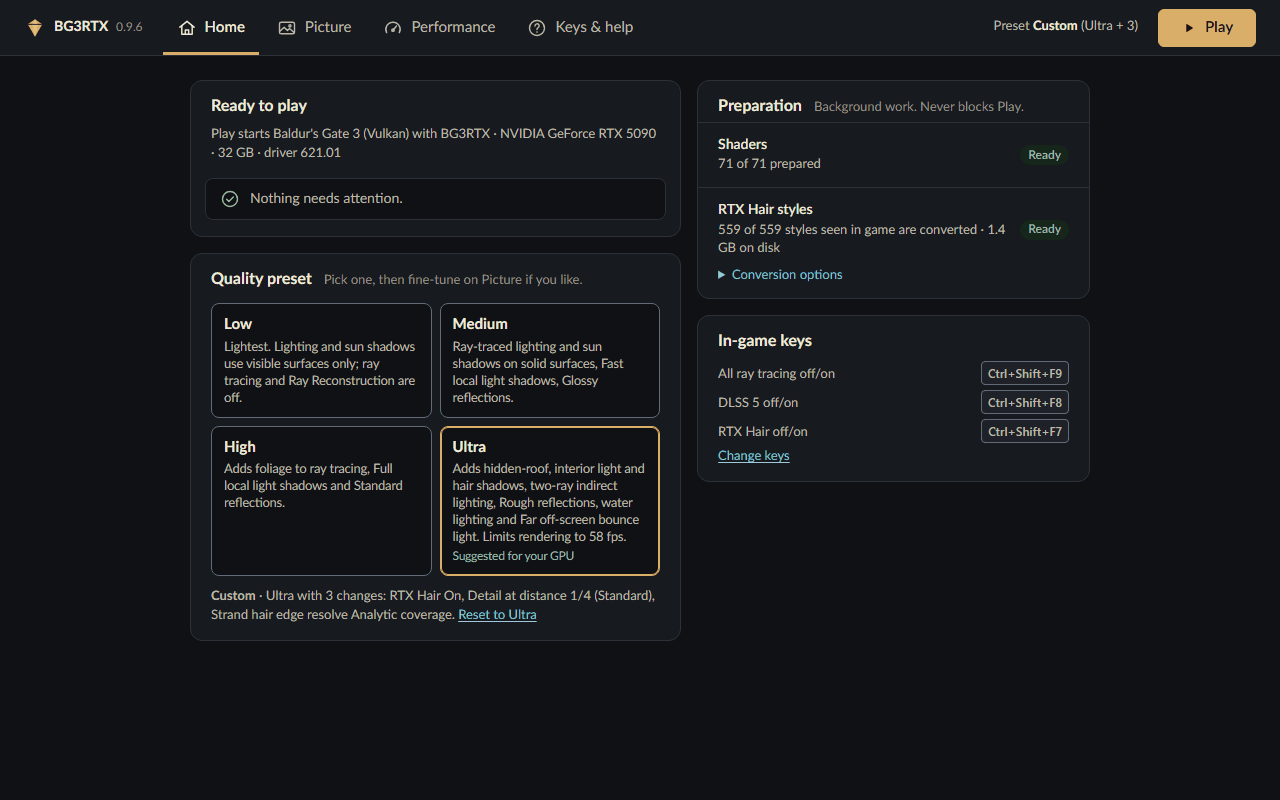 BG3RTX 0.9.6
Home
Picture
Performance
Keys & help
Preset Custom (Ultra + 3)
Play
Ready to play
Play starts Baldur's Gate 3 (Vulkan) with BG3RTX · NVIDIA GeForce RTX 5090
· 32 GB · driver 621.01
Nothing needs attention.
Quality preset Pick one, then fine-tune on Picture if you like.
Low
Lightest. Lighting and sun shadows
use visible surfaces only; ray
tracing and Ray Reconstruction are
off.
Medium
Ray-traced lighting and sun
shadows on solid surfaces, Fast
local light shadows, Glossy
reflections.
High
Adds foliage to ray tracing, Full
local light shadows and Standard
reflections.
Ultra
Adds hidden-roof, interior light and
hair shadows, two-ray indirect
lighting, Rough reflections, water
lighting and Far off-screen bounce
light. Limits rendering to 58 fps.
Suggested for your GPU
Custom · Ultra with 3 changes: RTX Hair On, Detail at distance 1/4 (Standard),
Strand hair edge resolve Analytic coverage. Reset to Ultra
Preparation Background work. Never blocks Play.
Shaders
71 of 71 prepared
Ready
RTX Hair styles
559 of 559 styles seen in game are converted · 1.4
GB on disk
Ready
Conversion options
In-game keys
All ray tracing off/on Ctrl+Shift+F9
DLSS 5 off/on Ctrl+Shift+F8
RTX Hair off/on Ctrl+Shift+F7
Change keys